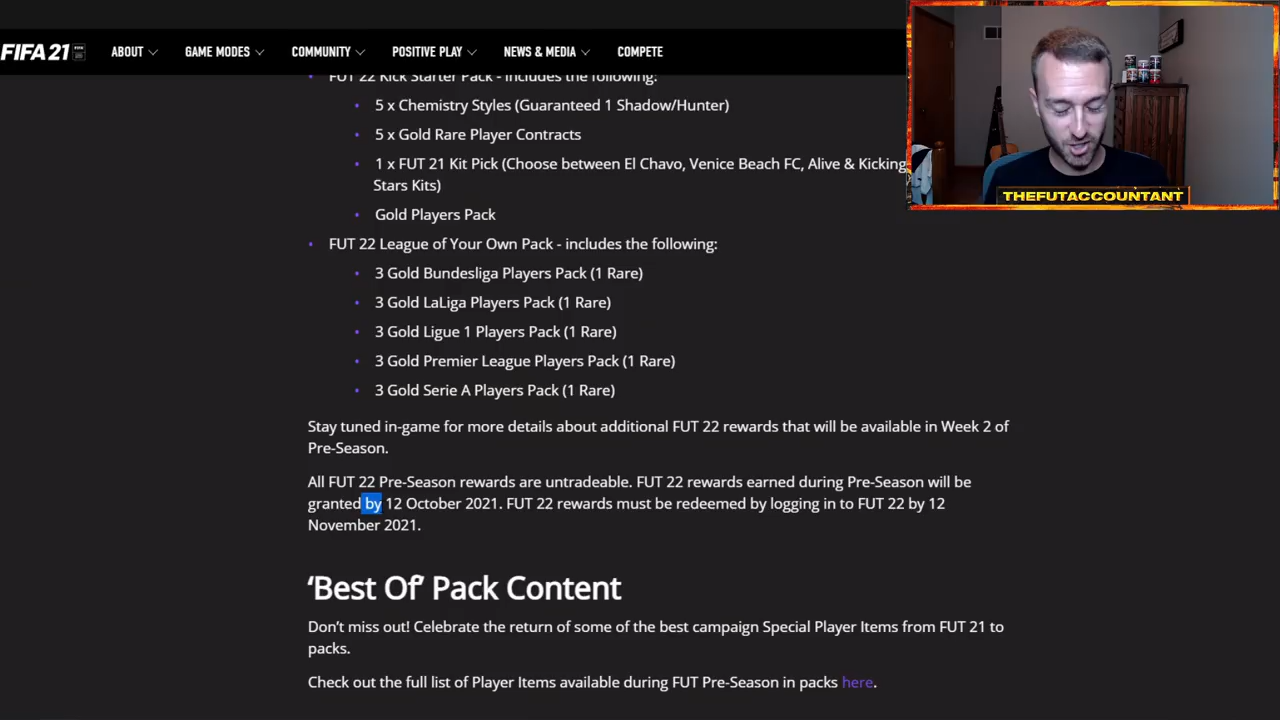 FIFA 21
ABOUT
GAME MODES
COMMUNITY
POSITIVE PLAY
NEWS & MEDIA
COMPETE
FUT 22 Kick Starter Pack - includes the following:
5 x Chemistry Styles (Guaranteed 1 Shadow/Hunter)
5 x Gold Rare Player Contracts
1 x FUT 21 Kit Pick (Choose between El Chavo, Venice Beach FC, Alive & Kicking
Stars Kits)
Gold Players Pack
FUT 22 League of Your Own Pack - includes the following:
3 Gold Bundesliga Players Pack (1 Rare)
3 Gold LaLiga Players Pack (1 Rare)
3 Gold Ligue 1 Players Pack (1 Rare)
3 Gold Premier League Players Pack (1 Rare)
3 Gold Serie A Players Pack (1 Rare)
Stay tuned in-game for more details about additional FUT 22 rewards that will be available in Week 2 of
Pre-Season.
All FUT 22 Pre-Season rewards are untradeable. FUT 22 rewards earned during Pre-Season will be
granted by 12 October 2021. FUT 22 rewards must be redeemed by logging in to FUT 22 by 12
November 2021.
‘Best Of’ Pack Content
Don’t miss out! Celebrate the return of some of the best campaign Special Player Items from FUT 21 to
packs.
Check out the full list of Player Items available during FUT Pre-Season in packs here.
THEFUTACCOUNTANT